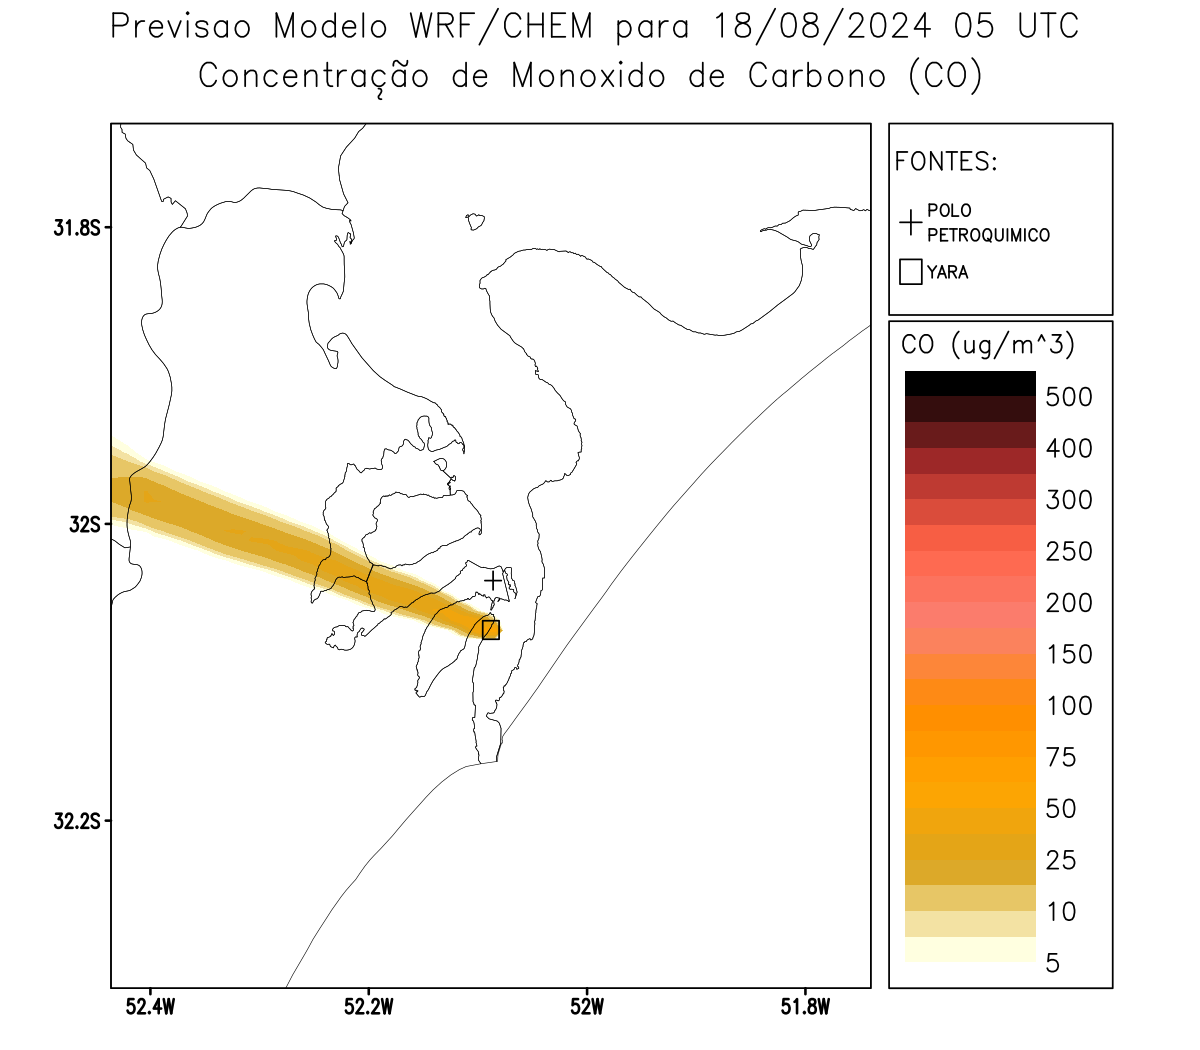 Previsao Modelo WRF/CHEM para 18/08/2024 05 UTC
Concentração de Monoxido de Carbono (CO)
FONTES:
POLO
PETROQUIMICO
YARA
CO (ug/m^3)
500
400
300
250
200
150
100
75
50
25
10
5
31.8S
32S
32.2S
52.4W
52.2W
52W
51.8W